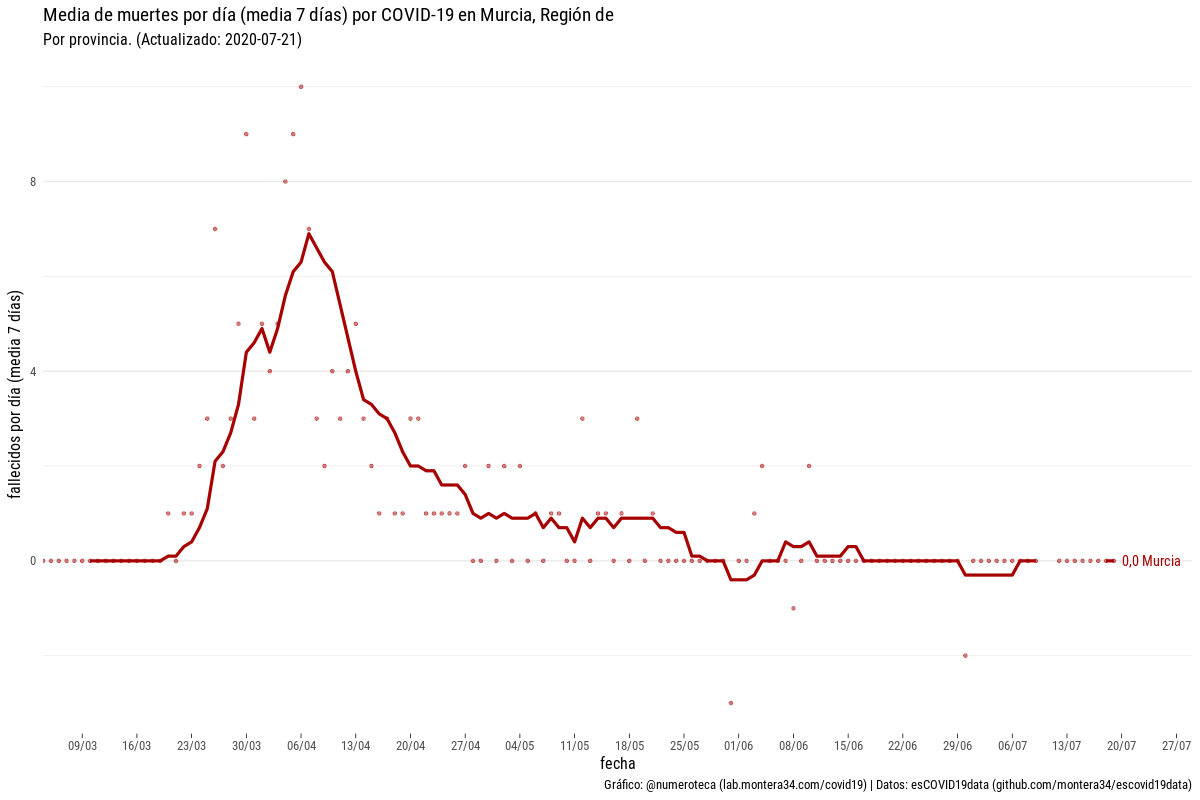 Media de muertes por día (media 7 días) por COVID-19 en Murcia, Región de
Por provincia. (Actualizado: 2020-07-21)
fallecidos por día (media 7 días)
8
4
0
0,0 Murcia
09/03 16/03 23/03 30/03 06/04 13/04 20/04 27/04 04/05 11/05 18/05 25/05 01/06 08/06 15/06 22/06 29/06 06/07 13/07 20/07 27/07
fecha
Gráfico: @numeroteca (lab.montera34.com/covid19) | Datos: esCOVID19data (github.com/montera34/escovid19data)